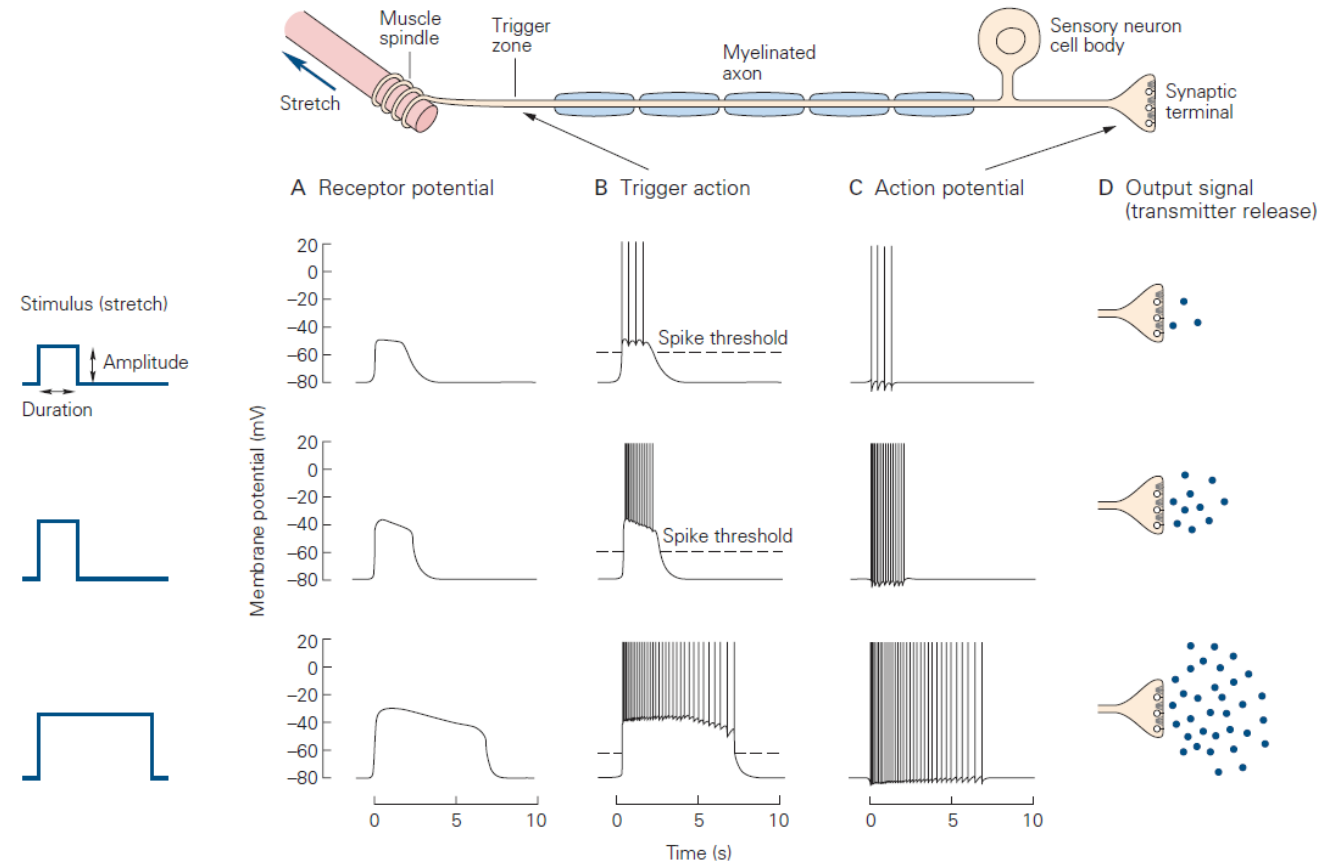 Muscle
spindle
Trigger
zone
Sensory neuron
cell body
Myelinated
axon
Stretch
Synaptic
terminal
A Receptor potential
B Trigger action
C Action potential
D Output signal
(transmitter release)
Stimulus (stretch)
Amplitude
Duration
Membrane potential (mV)
20
0
−20
−40
−60
−80
Spike threshold
20
0
−20
−40
−60
−80
Spike threshold
20
0
−20
−40
−60
−80
0 5 10
0 5 10
0 5 10
Time (s)